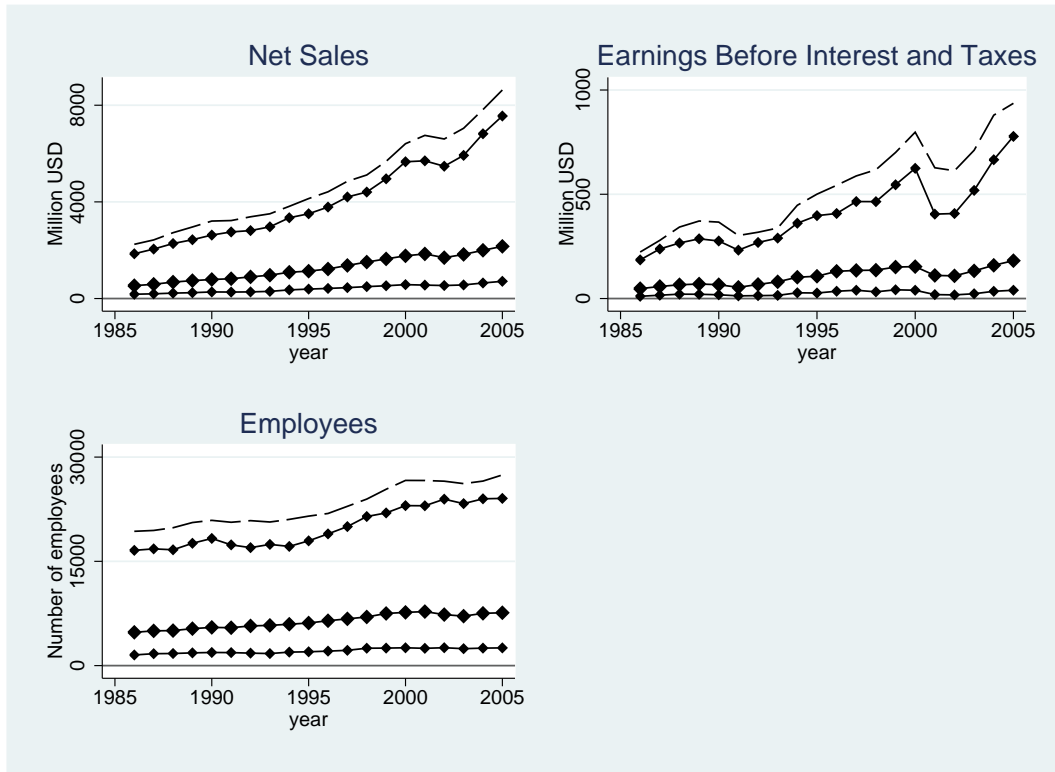 Net Sales
Million USD
8000
4000
0
1985 1990 1995 2000 2005
year
Earnings Before Interest and Taxes
Million USD
1000
500
0
1985 1990 1995 2000 2005
year
Employees
Number of employees
30000
15000
0
1985 1990 1995 2000 2005
year